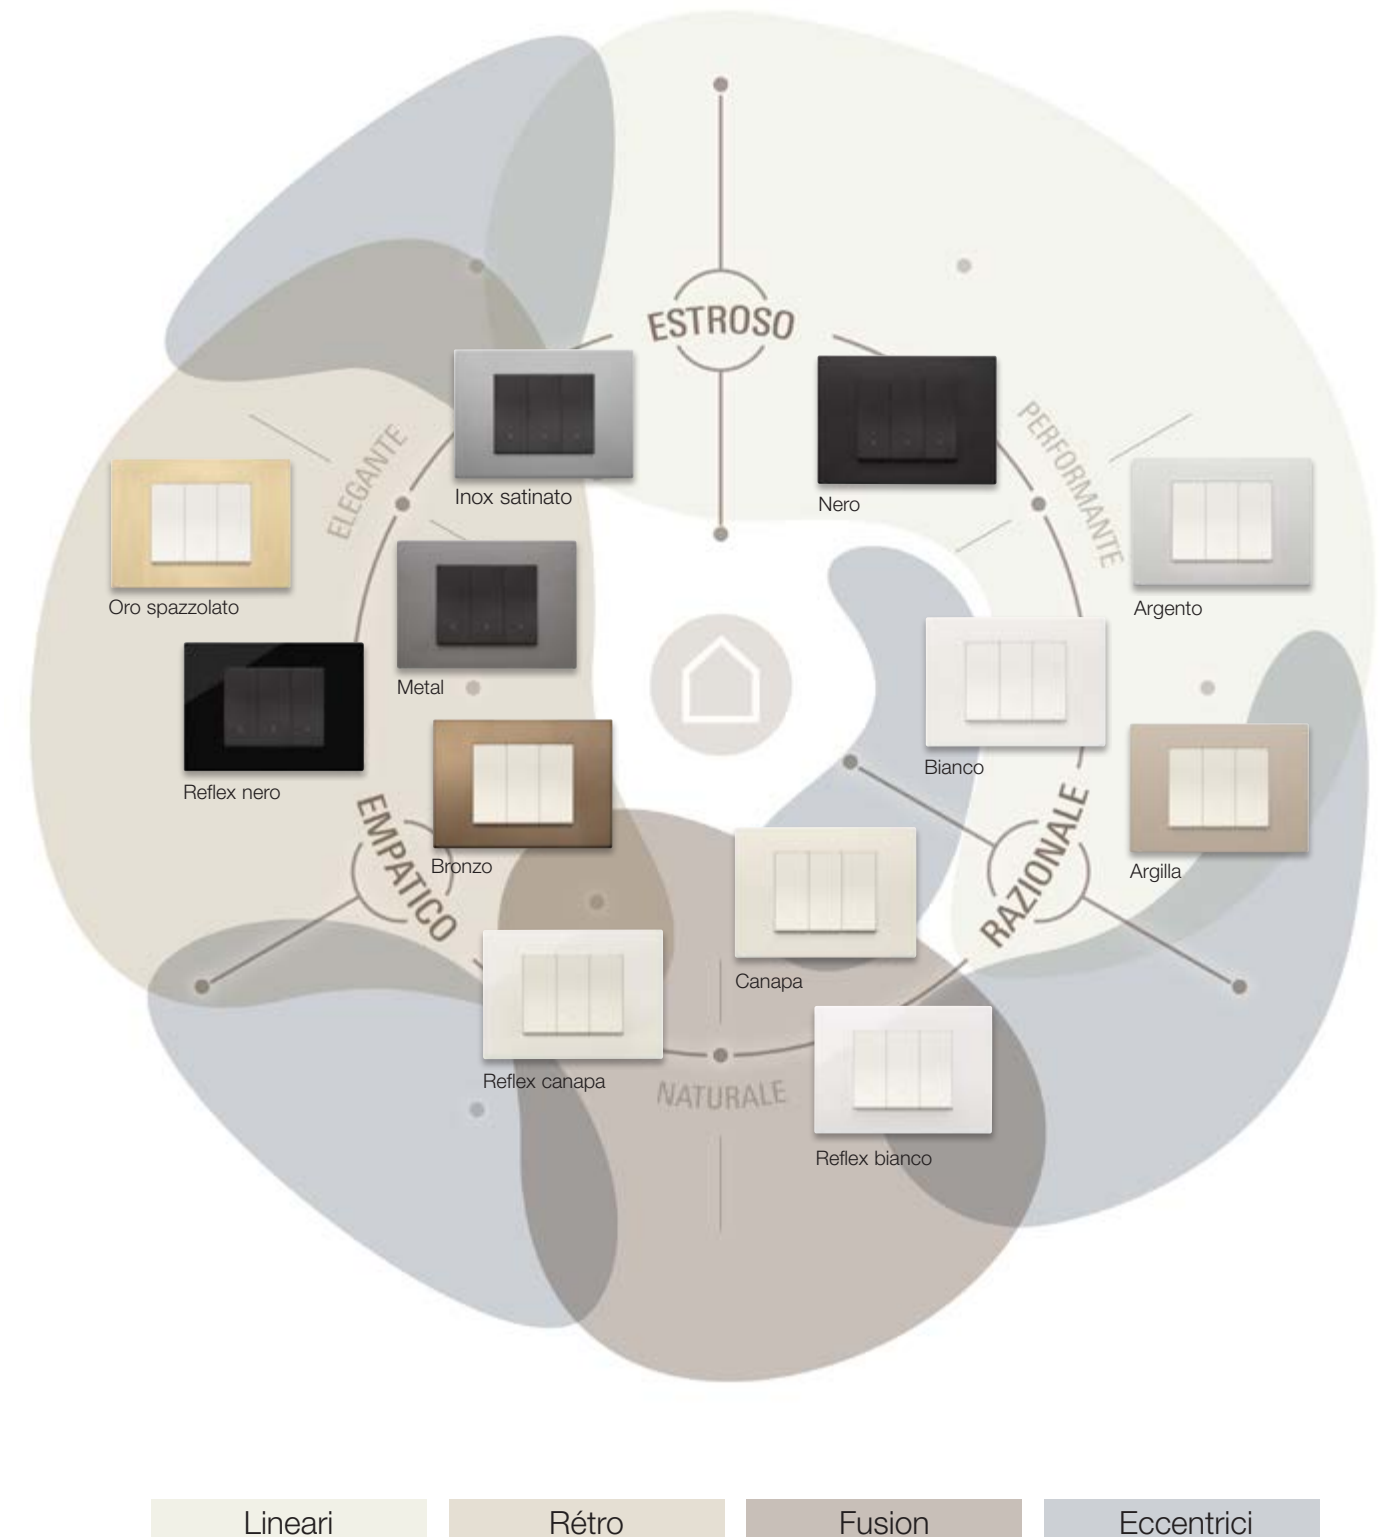 ESTROSO
PERFORMANTE
ELEGANTE
Inox satinato
Nero
Oro spazzolato
Argento
Metal
Bianco
Reflex nero
EMPATICO
RAZIONALE
Bronzo
Argilla
Canapa
Reflex canapa
NATURALE
Reflex bianco
Lineari
Rétro
Fusion
Eccentrici